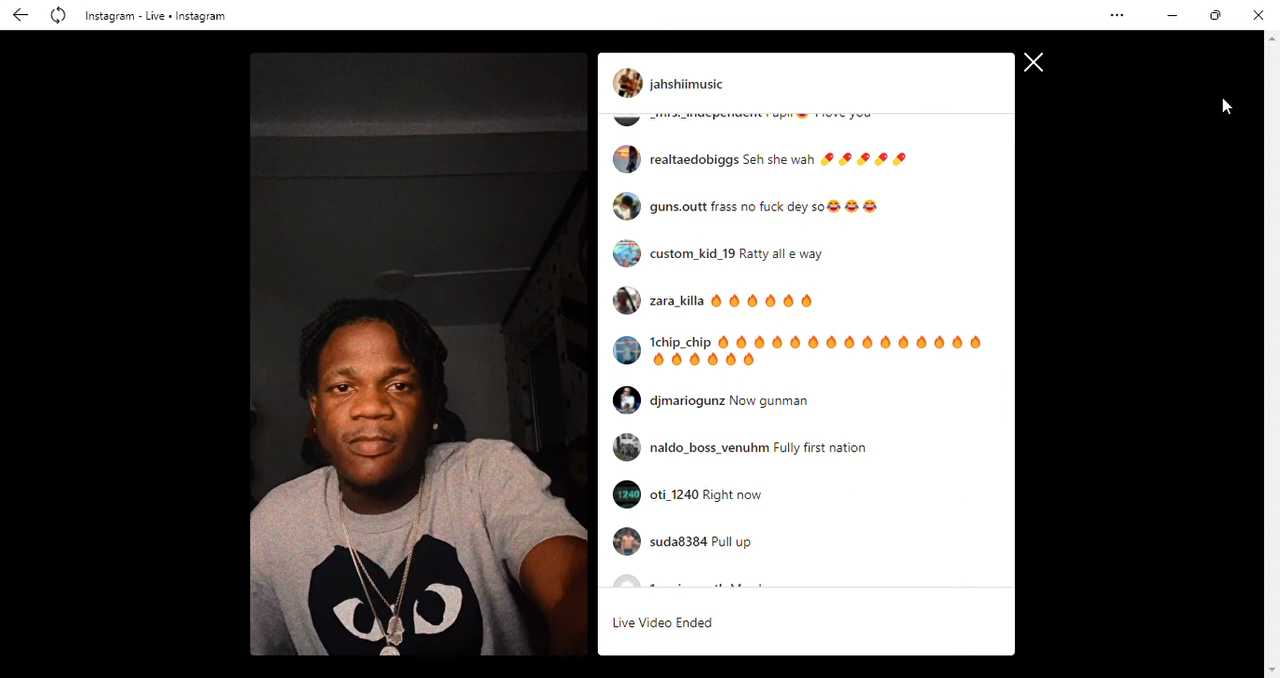 Instagram - Live • Instagram
jahshiimusic
realtaedobiggs Seh she wah 💊 💊 💊 💊 💊
guns.outt frass no fuck dey so😂 😂 😂
custom_kid_19 Ratty all e way
zara_killa 🔥 🔥 🔥 🔥 🔥 🔥
1chip_chip 🔥 🔥 🔥 🔥 🔥 🔥 🔥 🔥 🔥 🔥 🔥 🔥 🔥 🔥 🔥
🔥 🔥 🔥 🔥 🔥 🔥
djmariogunz Now gunman
naldo_boss_venuhm Fully first nation
1240
oti_1240 Right now
suda8384 Pull up
Live Video Ended